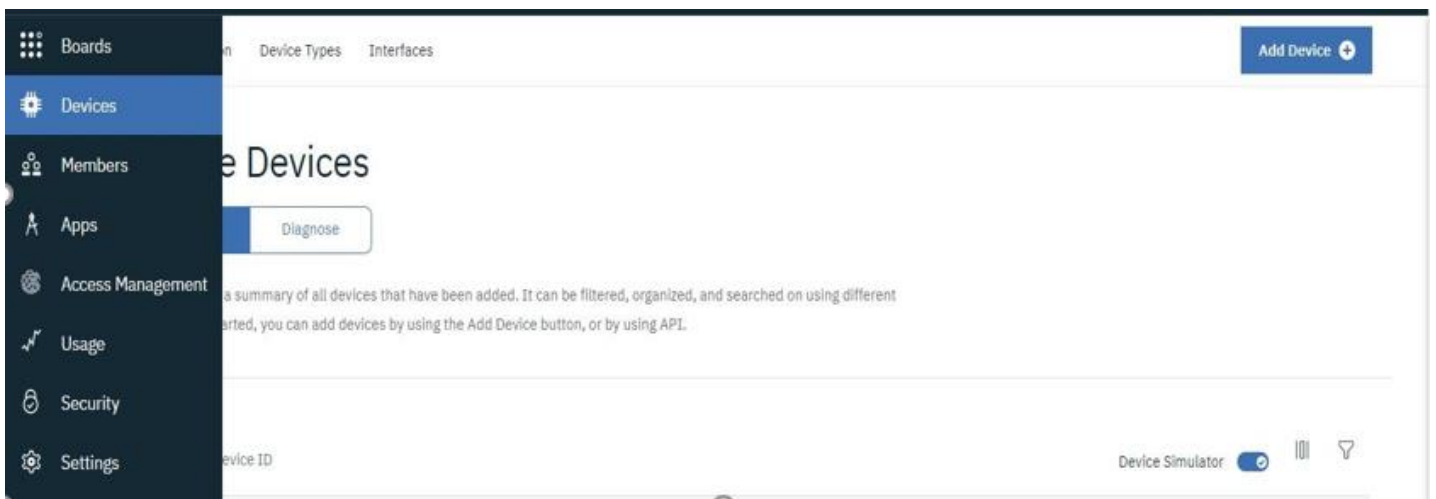 Boards
n Device Types Interfaces
Add Device
Devices
Members
e Devices
Apps
Diagnose
Access Management
a summary of all devices that have been added. It can be filtered, organized, and searched on using different
arted, you can add devices by using the Add Device button, or by using API.
Usage
Security
Settings
evice ID
Device Simulator